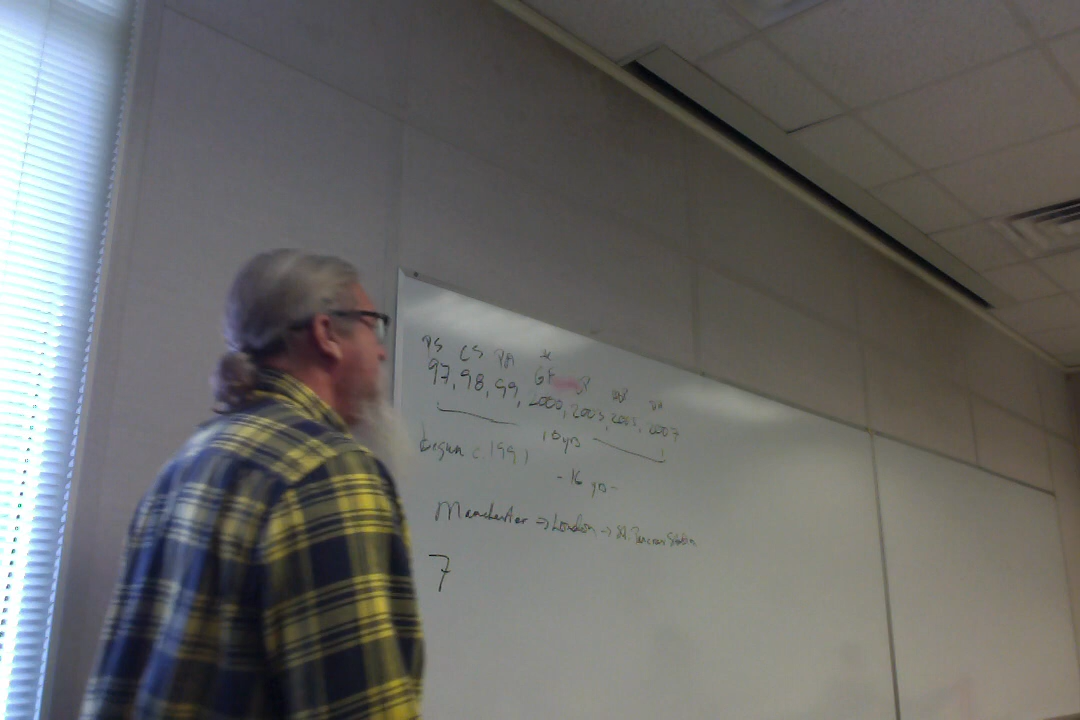 PS CS PA GF
97, 98, 99, 2000, 2003, 2005, 2007
10 yrs
begun c 1991
- 16 yrs -
Manchester → London → St. Pancras Station
7